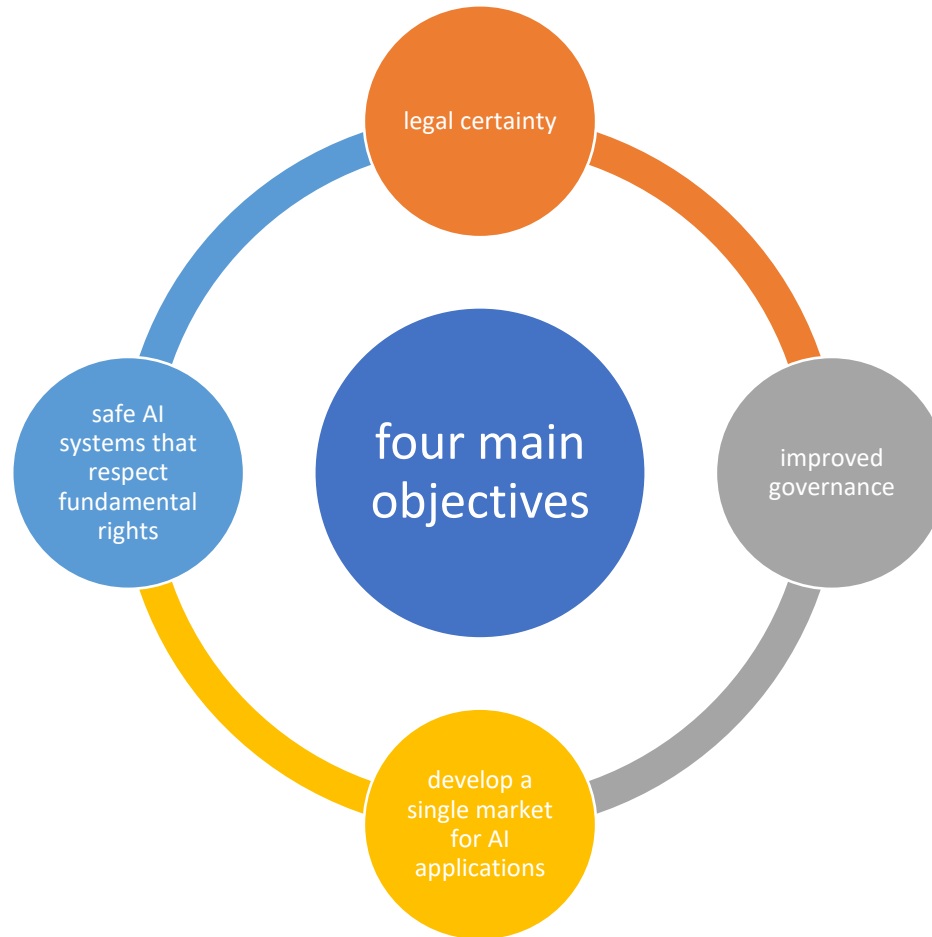 legal certainty
safe AI
systems that
respect
fundamental
rights
four main
objectives
improved
governance
develop a
single market
for AI
applications